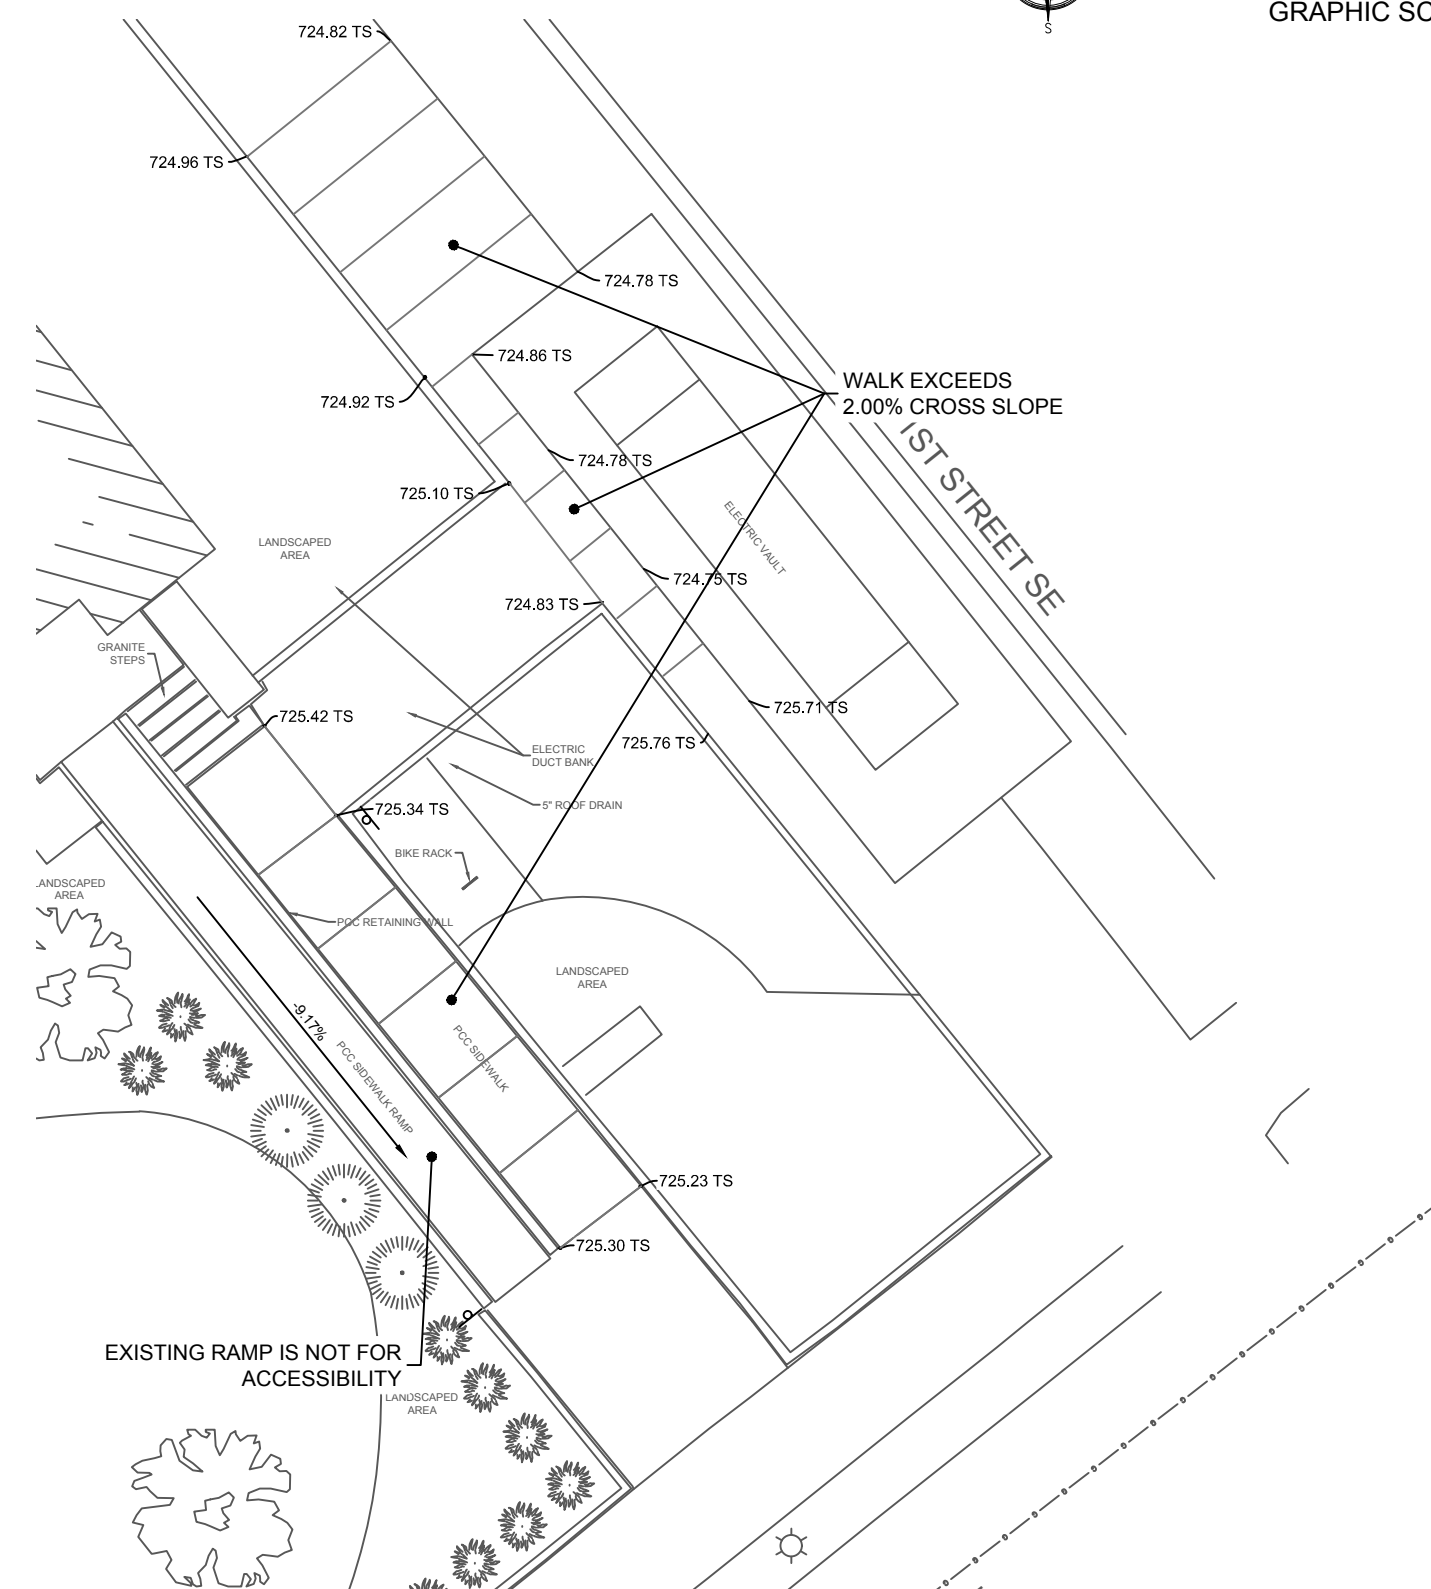 S
GRAPHIC SC
724.82 TS
724.96 TS
724.78 TS
724.86 TS
WALK EXCEEDS
2.00% CROSS SLOPE
724.92 TS
1ST STREET SE
724.78 TS
725.10 TS
ELECTRIC VAULT
LANDSCAPED
AREA
724.75 TS
724.83 TS
GRANITE
STEPS
725.71 TS
725.42 TS
725.76 TS
ELECTRIC
DUCT BANK
725.34 TS
5" ROOF DRAIN
BIKE RACK
LANDSCAPED
AREA
PCC RETAINING WALL
LANDSCAPED
AREA
-9.17%
PCC SIDEWALK RAMP
PCC SIDEWALK
725.23 TS
725.30 TS
EXISTING RAMP IS NOT FOR
ACCESSIBILITY
LANDSCAPED
AREA